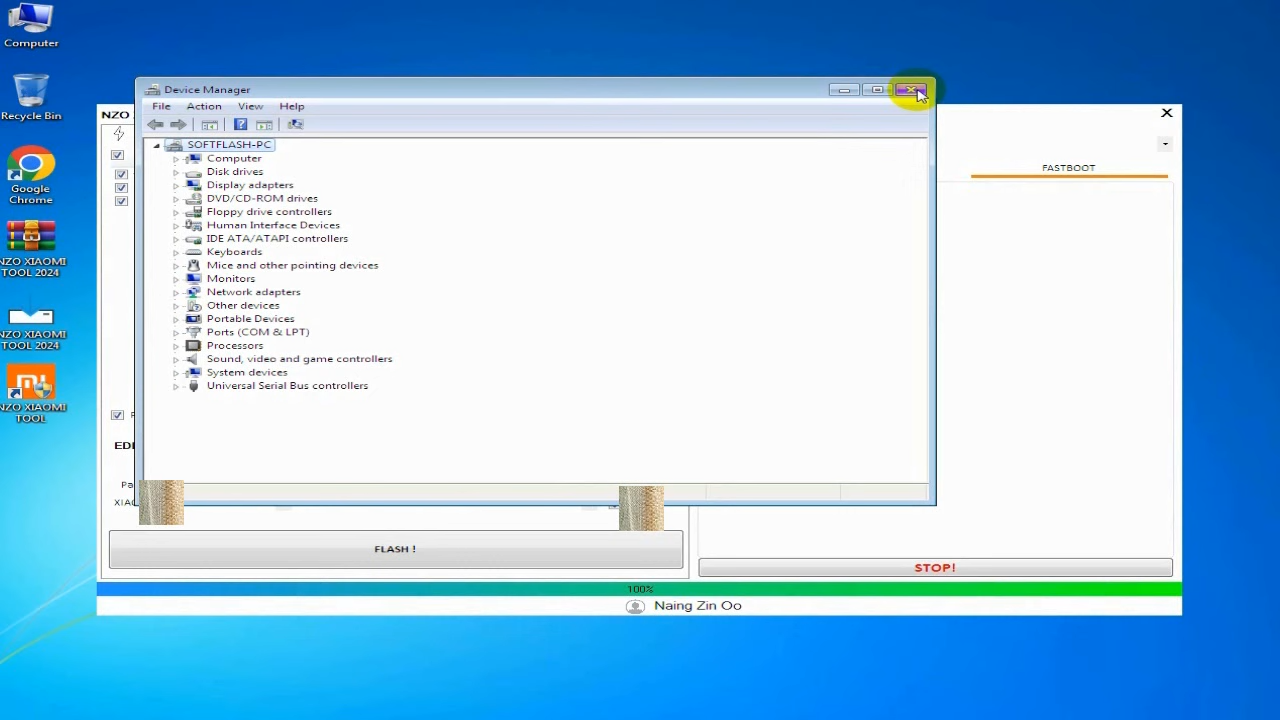 Computer
Recycle Bin
Google
Chrome
NZO XIAOMI
TOOL 2024
NZO XIAOMI
TOOL 2024
NZO XIAOMI
TOOL
Device Manager
File Action View Help
SOFTFLASH-PC
Computer
Disk drives
Display adapters
DVD/CD-ROM drives
Floppy drive controllers
Human Interface Devices
IDE ATA/ATAPI controllers
Keyboards
Mice and other pointing devices
Monitors
Network adapters
Other devices
Portable Devices
Ports (COM & LPT)
Processors
Sound, video and game controllers
System devices
Universal Serial Bus controllers
NZO
FASTBOOT
FLASH !
STOP!
100%
Naing Zin Oo